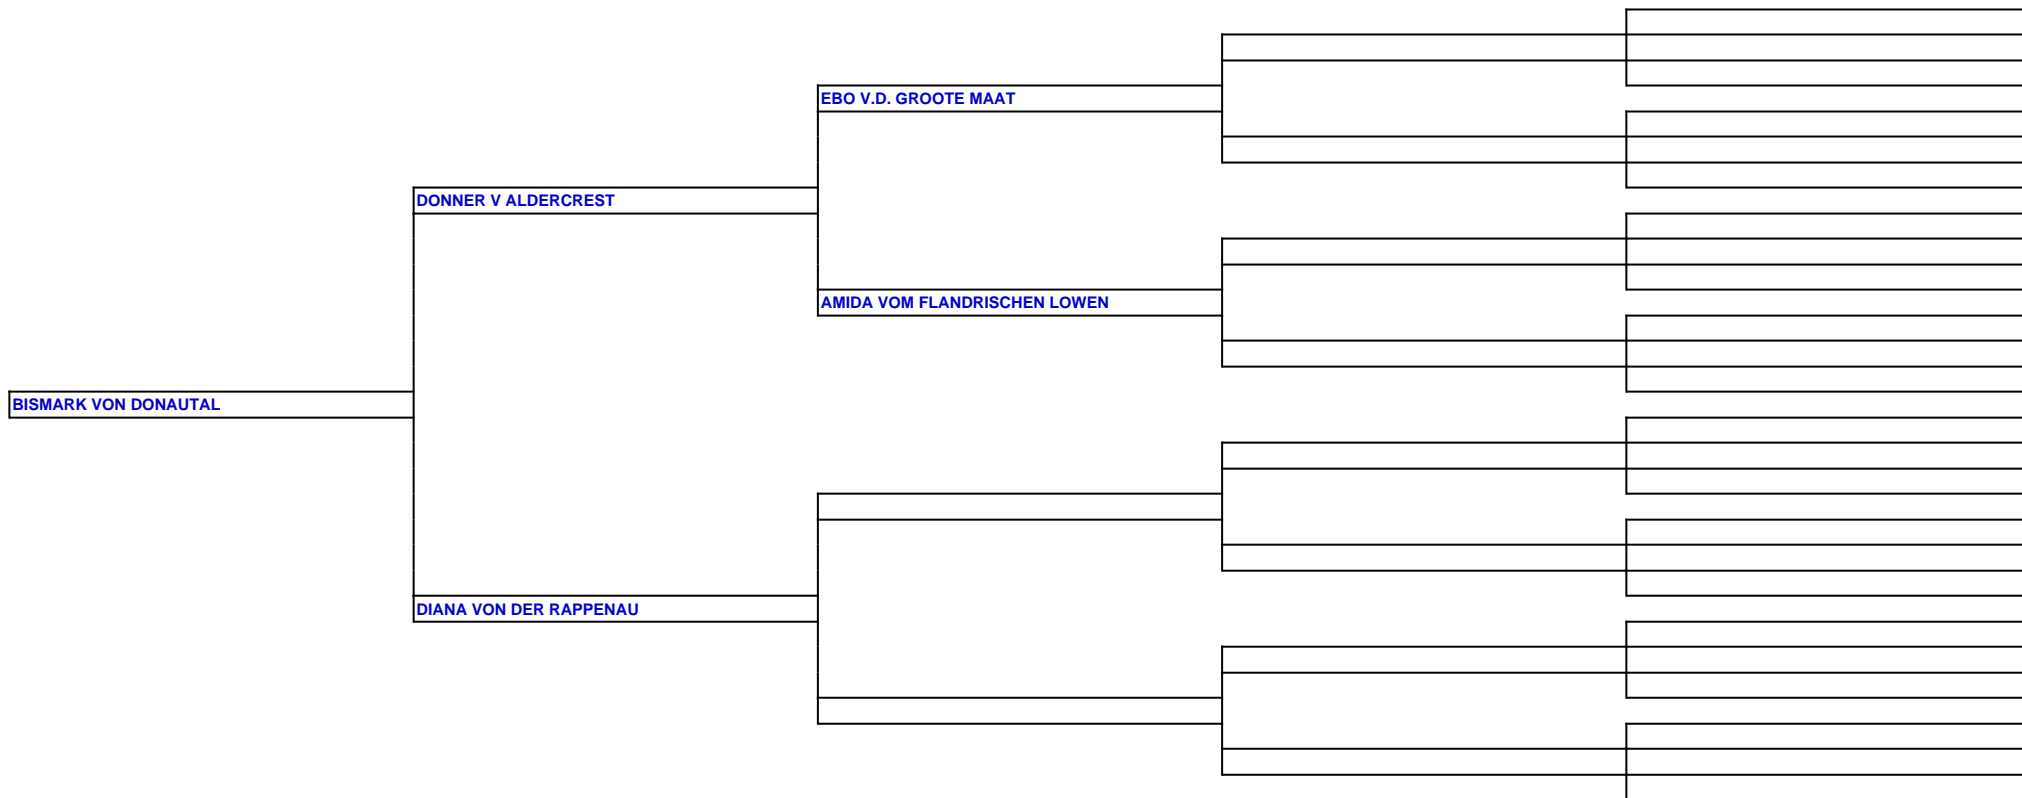 EBO V.D. GROOTE MAAT
DONNER V ALDERCREST
AMIDA VOM FLANDRISCHEN LOWEN
BISMARK VON DONAUTAL
DIANA VON DER RAPPENAU